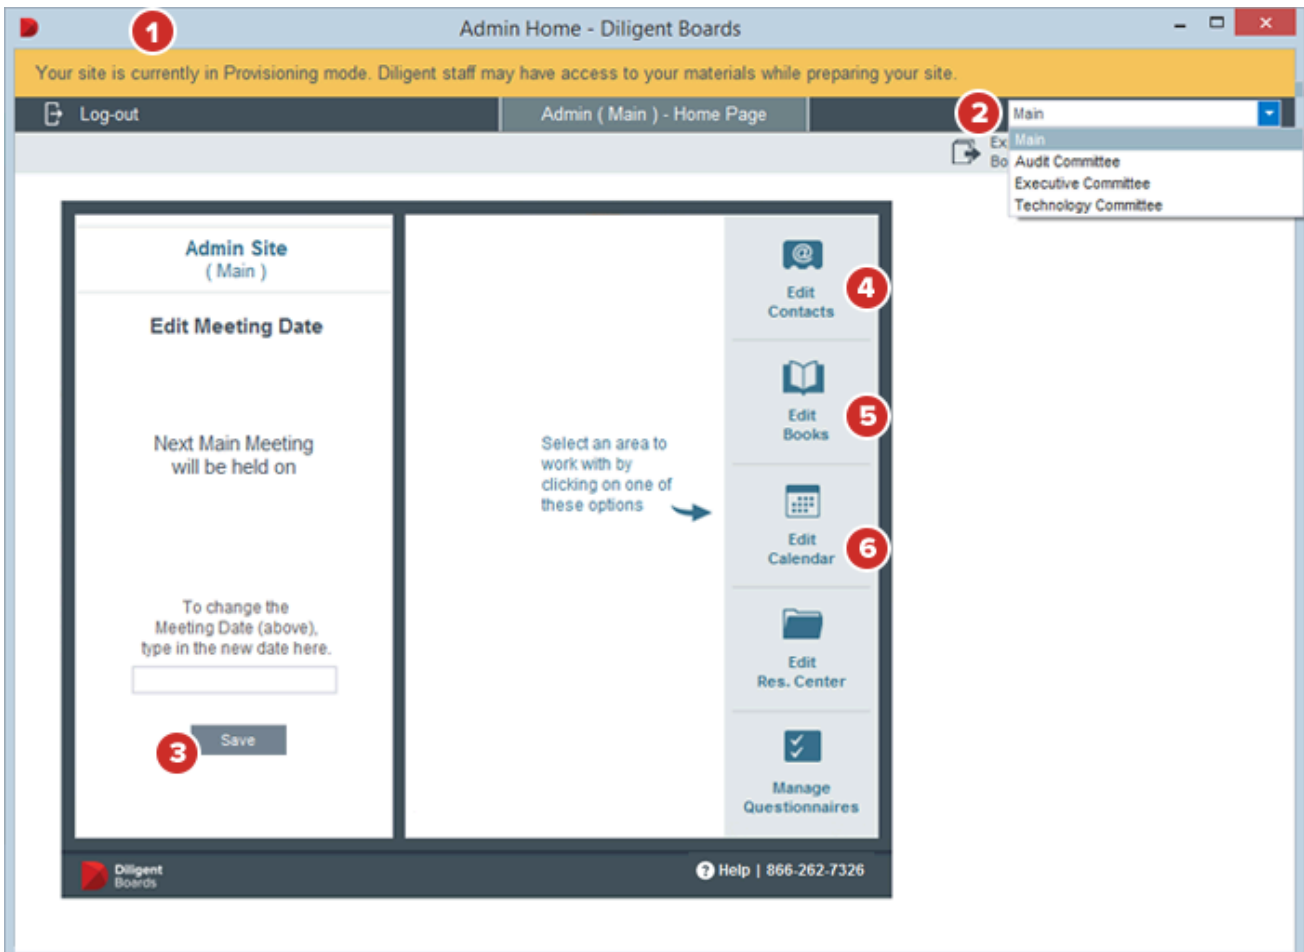 1
Admin Home - Diligent Boards
Your site is currently in Provisioning mode. Diligent staff may have access to your materials while preparing your site.
Log-out
Admin ( Main ) - Home Page
2
Main
Main
Audit Committee
Executive Committee
Technology Committee
Ex
Bo
Admin Site
( Main )
Edit Meeting Date
Next Main Meeting
will be held on
To change the
Meeting Date (above),
type in the new date here.
3
Save
Select an area to
work with by
clicking on one of
these options
Edit
Contacts
4
Edit
Books
5
Edit
Calendar
6
Edit
Res. Center
Manage
Questionnaires
Diligent
Boards
? Help | 866-262-7326